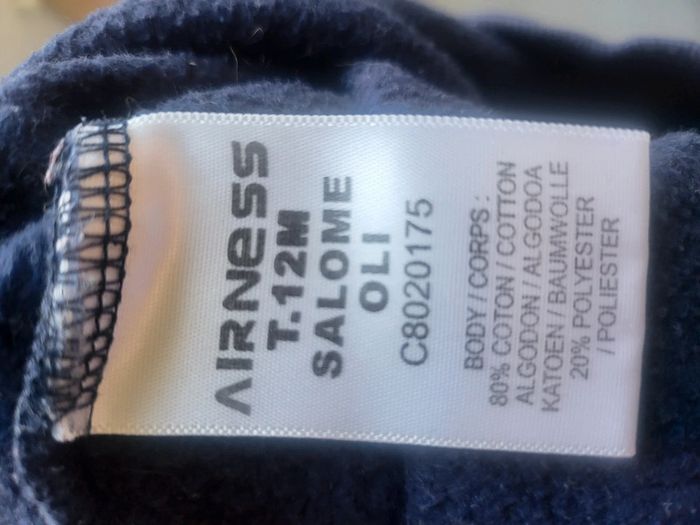 AIRNESS
T.12M
SALOME
OLI
C8020175
BODY / CORPS :
80% COTON / COTTON
ALGODON / ALGODOA
KATOEN / BAUMWOLLE
20% POLYESTER
/ POLIESTER